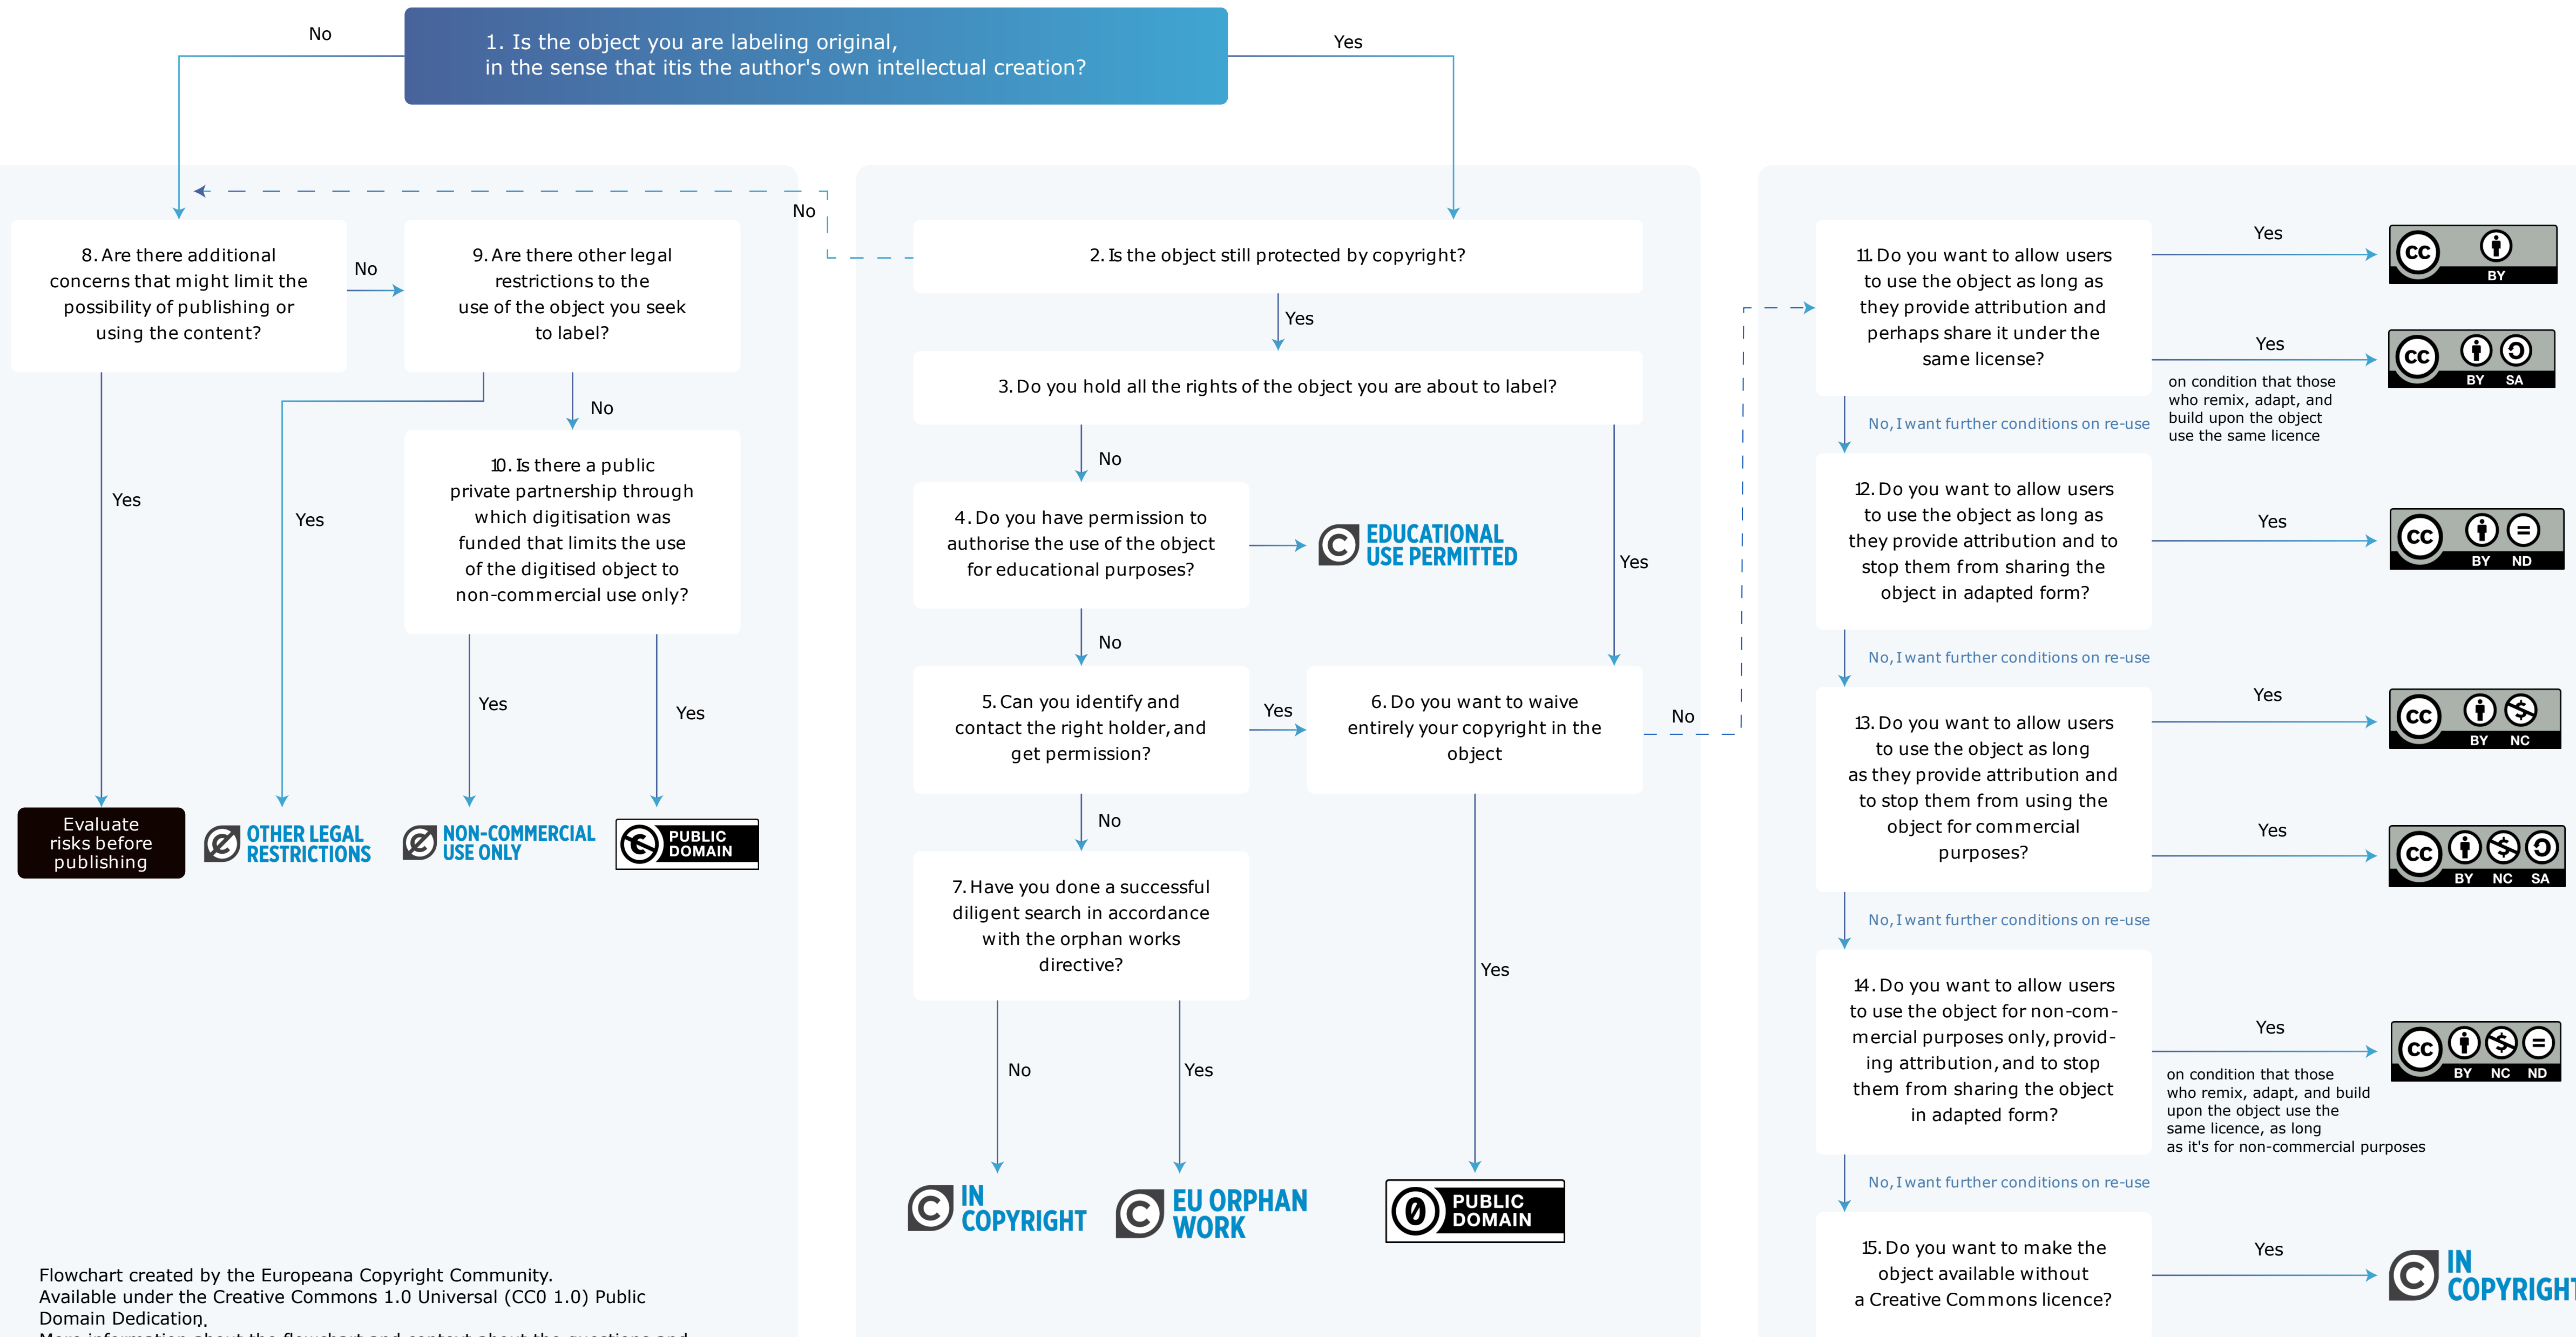 No
1. Is the object you are labeling original,
in the sense that itis the author's own intellectual creation?
Yes
8. Are there additional
concerns that might limit the
possibility of publishing or
using the content?
No
9. Are there other legal
restrictions to the
use of the object you seek
to label?
No
10. Is there a public
private partnership through
which digitisation was
funded that limits the use
of the digitised object to
non-commercial use only?
Yes
Yes
Yes
Yes
Evaluate
risks before
publishing
OTHER LEGAL
RESTRICTIONS
NON-COMMERCIAL
USE ONLY
PUBLIC
DOMAIN
Flowchart created by the Europeana Copyright Community.
Available under the Creative Commons 1.0 Universal (CC0 1.0) Public
Domain Dedication.
More information about the flowchart and context about the questions and
No
2. Is the object still protected by copyright?
Yes
3. Do you hold all the rights of the object you are about to label?
No
4. Do you have permission to
authorise the use of the object
for educational purposes?
EDUCATIONAL
USE PERMITTED
Yes
No
5. Can you identify and
contact the right holder, and
get permission?
Yes
6. Do you want to waive
entirely your copyright in the
object
No
No
7. Have you done a successful
diligent search in accordance
with the orphan works
directive?
Yes
No
Yes
IN
COPYRIGHT
EU ORPHAN
WORK
PUBLIC
DOMAIN
11. Do you want to allow users
to use the object as long as
they provide attribution and
perhaps share it under the
same license?
Yes
CC
BY
Yes
on condition that those
who remix, adapt, and
build upon the object
use the same licence
CC
BY SA
No, I want further conditions on re-use
12. Do you want to allow users
to use the object as long as
they provide attribution and to
stop them from sharing the
object in adapted form?
Yes
CC
BY ND
No, I want further conditions on re-use
13. Do you want to allow users
to use the object as long
as they provide attribution and
to stop them from using the
object for commercial
purposes?
Yes
CC
BY NC
Yes
CC
BY NC SA
No, I want further conditions on re-use
14. Do you want to allow users
to use the object for non-com-
mercial purposes only, provid-
ing attribution, and to stop
them from sharing the object
in adapted form?
Yes
on condition that those
who remix, adapt, and build
upon the object use the
same licence, as long
as it's for non-commercial purposes
CC
BY NC ND
No, I want further conditions on re-use
15. Do you want to make the
object available without
a Creative Commons licence?
Yes
IN
COPYRIGHT